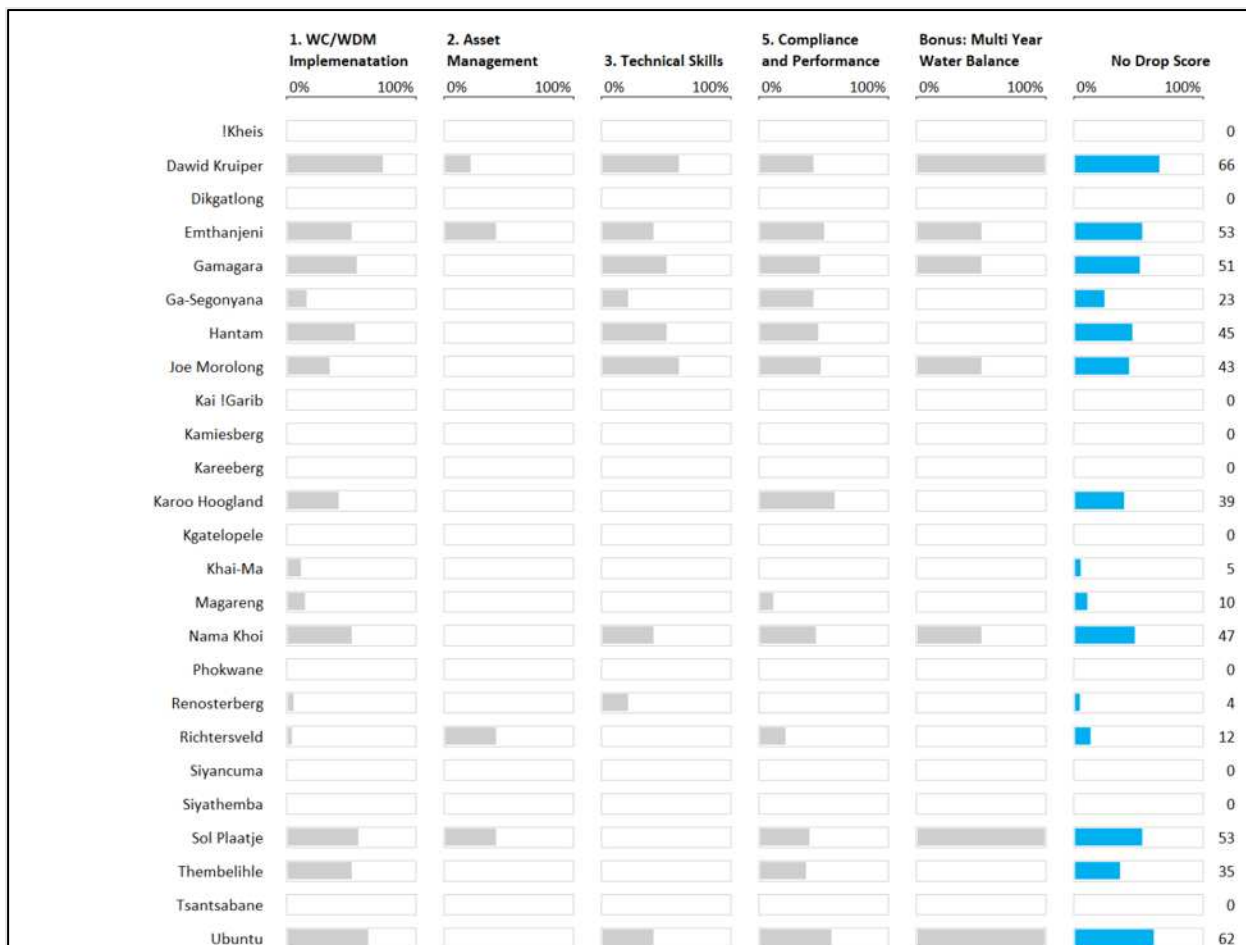 1. WC/WDM Implemenatation
2. Asset Management
3. Technical Skills
5. Compliance and Performance
Bonus: Multi Year Water Balance
No Drop Score
0% 100% 0% 100% 0% 100% 0% 100% 0% 100% 0% 100%
!Kheis 0
Dawid Kruiper 66
Dikgatlong 0
Emthanjeni 53
Gamagara 51
Ga-Segonyana 23
Hantam 45
Joe Morolong 43
Kai !Garib 0
Kamiesberg 0
Kareeberg 0
Karoo Hoogland 39
Kgatelopele 0
Khai-Ma 5
Magareng 10
Nama Khoi 47
Phokwane 0
Renosterberg 4
Richtersveld 12
Siyancuma 0
Siyathemba 0
Sol Plaatje 53
Thembelihle 35
Tsantsabane 0
Ubuntu 62